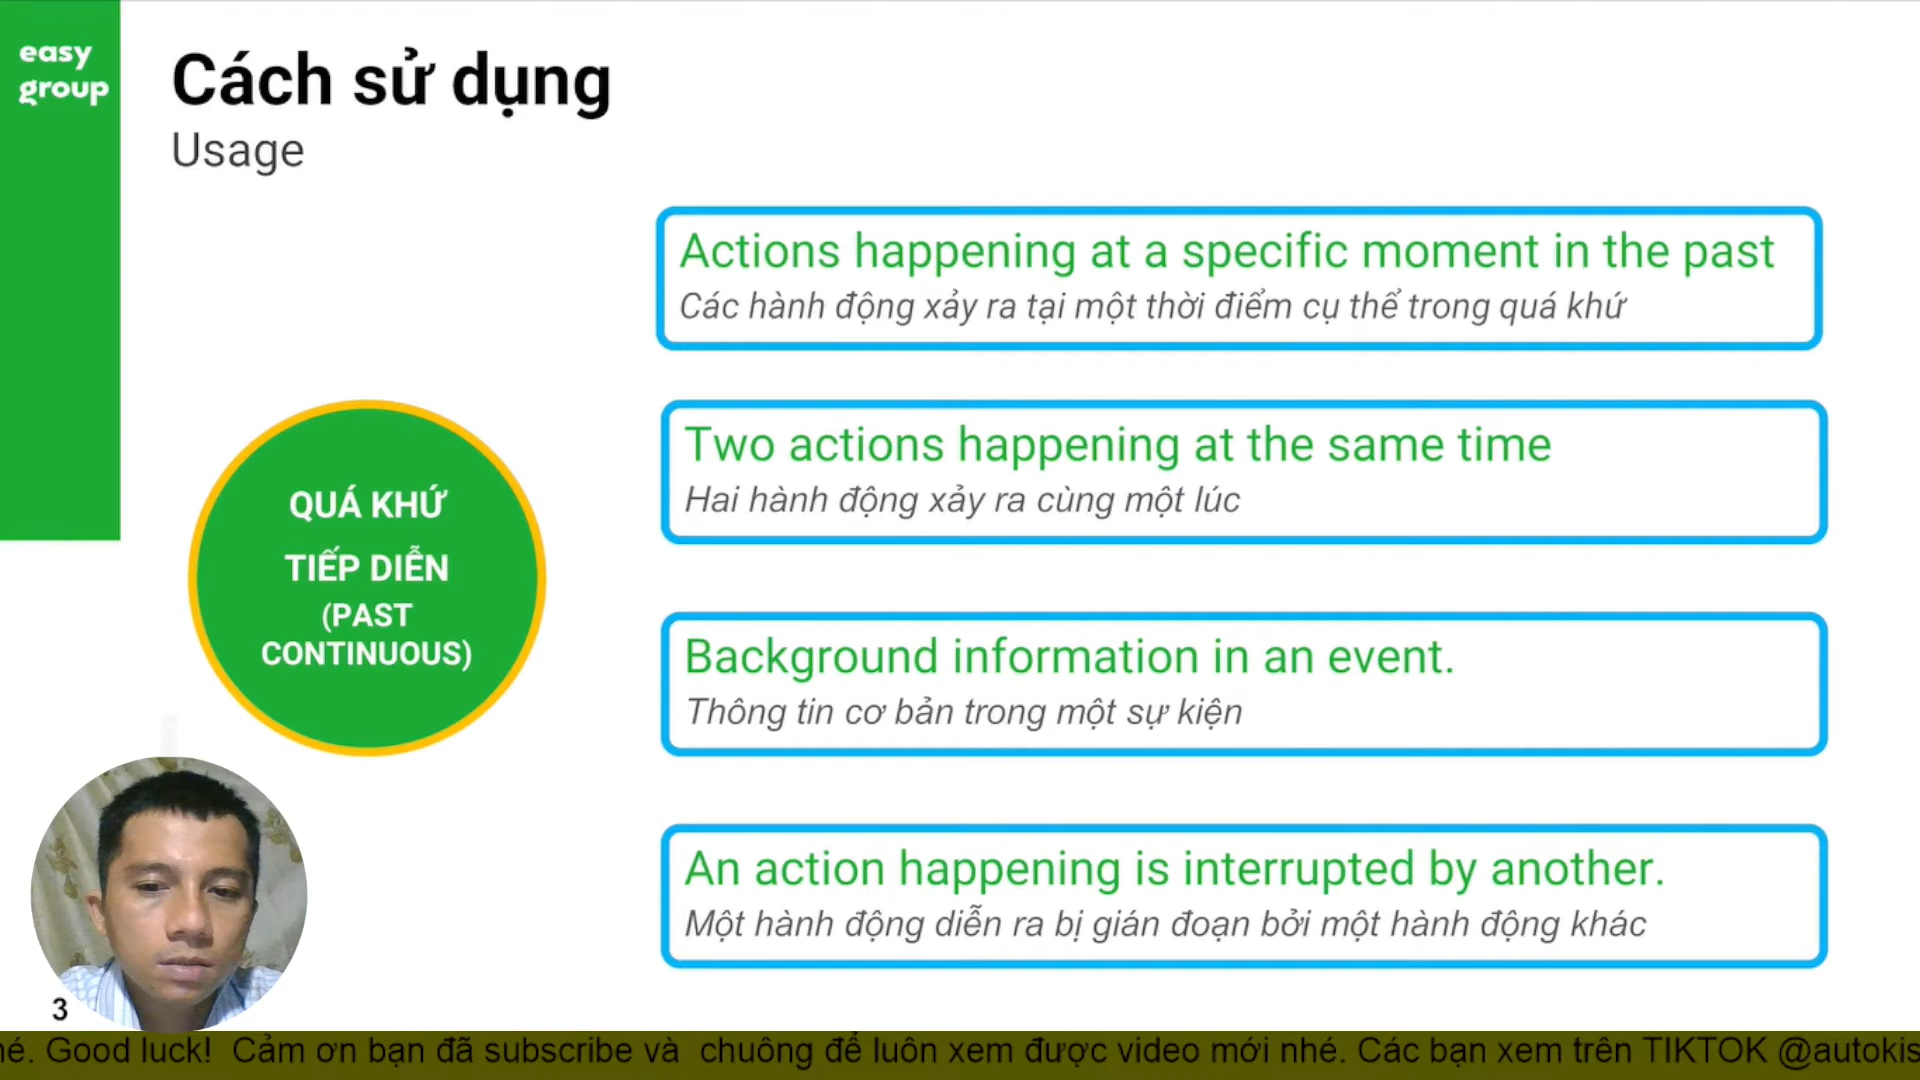 easy
group
Cách sử dụng
Usage
Actions happening at a specific moment in the past
Các hành động xảy ra tại một thời điểm cụ thể trong quá khứ
Two actions happening at the same time
Hai hành động xảy ra cùng một lúc
QUÁ KHỨ
TIẾP DIỄN
(PAST
CONTINUOUS)
Background information in an event.
Thông tin cơ bản trong một sự kiện
An action happening is interrupted by another.
Một hành động diễn ra bị gián đoạn bởi một hành động khác
3
é. Good luck!  Cảm ơn bạn đã subscribe và  chuông để luôn xem được video mới nhé. Các bạn xem trên TIKTOK @autokis